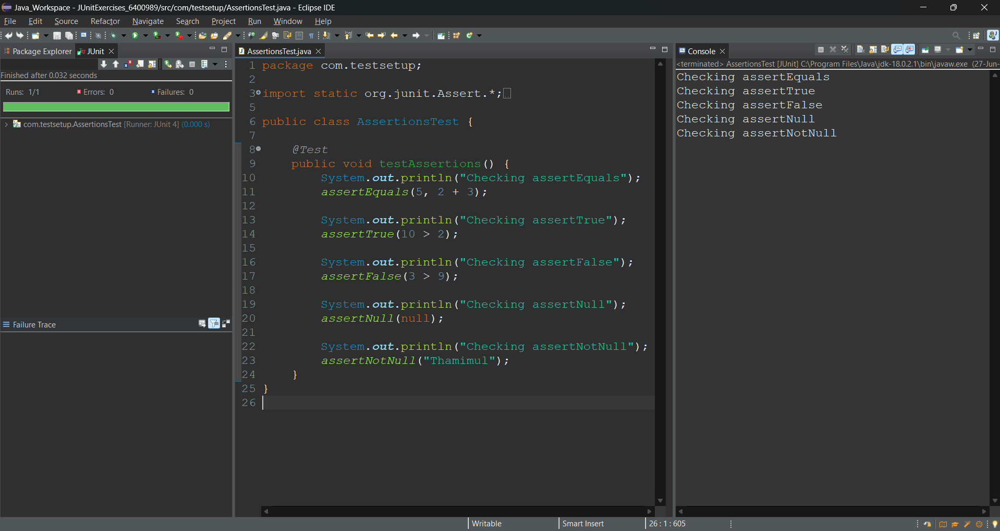 Java_Workspace - JUnitExercises_6400989/src/com/testsetup/AssertionsTest.java - Eclipse IDE
File Edit Source Refactor Navigate Search Project Run Window Help
Package Explorer JUnit
Finished after 0.032 seconds
Runs: 1/1 Errors: 0 Failures: 0
com.testsetup.AssertionsTest [Runner: JUnit 4] (0.000 s)
Failure Trace
AssertionsTest.java
1 package com.testsetup;
2
3 import static org.junit.Assert.*;
5
6 public class AssertionsTest {
7
8 @Test
9 public void testAssertions() {
10 System.out.println("Checking assertEquals");
11 assertEquals(5, 2 + 3);
12
13 System.out.println("Checking assertTrue");
14 assertTrue(10 > 2);
15
16 System.out.println("Checking assertFalse");
17 assertFalse(3 > 9);
18
19 System.out.println("Checking assertNull");
20 assertNull(null);
21
22 System.out.println("Checking assertNotNull");
23 assertNotNull("Thamimul");
24 }
25 }
26
Console
<terminated> AssertionsTest [JUnit] C:\Program Files\Java\jdk-18.0.2.1\bin\javaw.exe (27-Jun-
Checking assertEquals
Checking assertTrue
Checking assertFalse
Checking assertNull
Checking assertNotNull
Writable Smart Insert 26 : 1 : 605